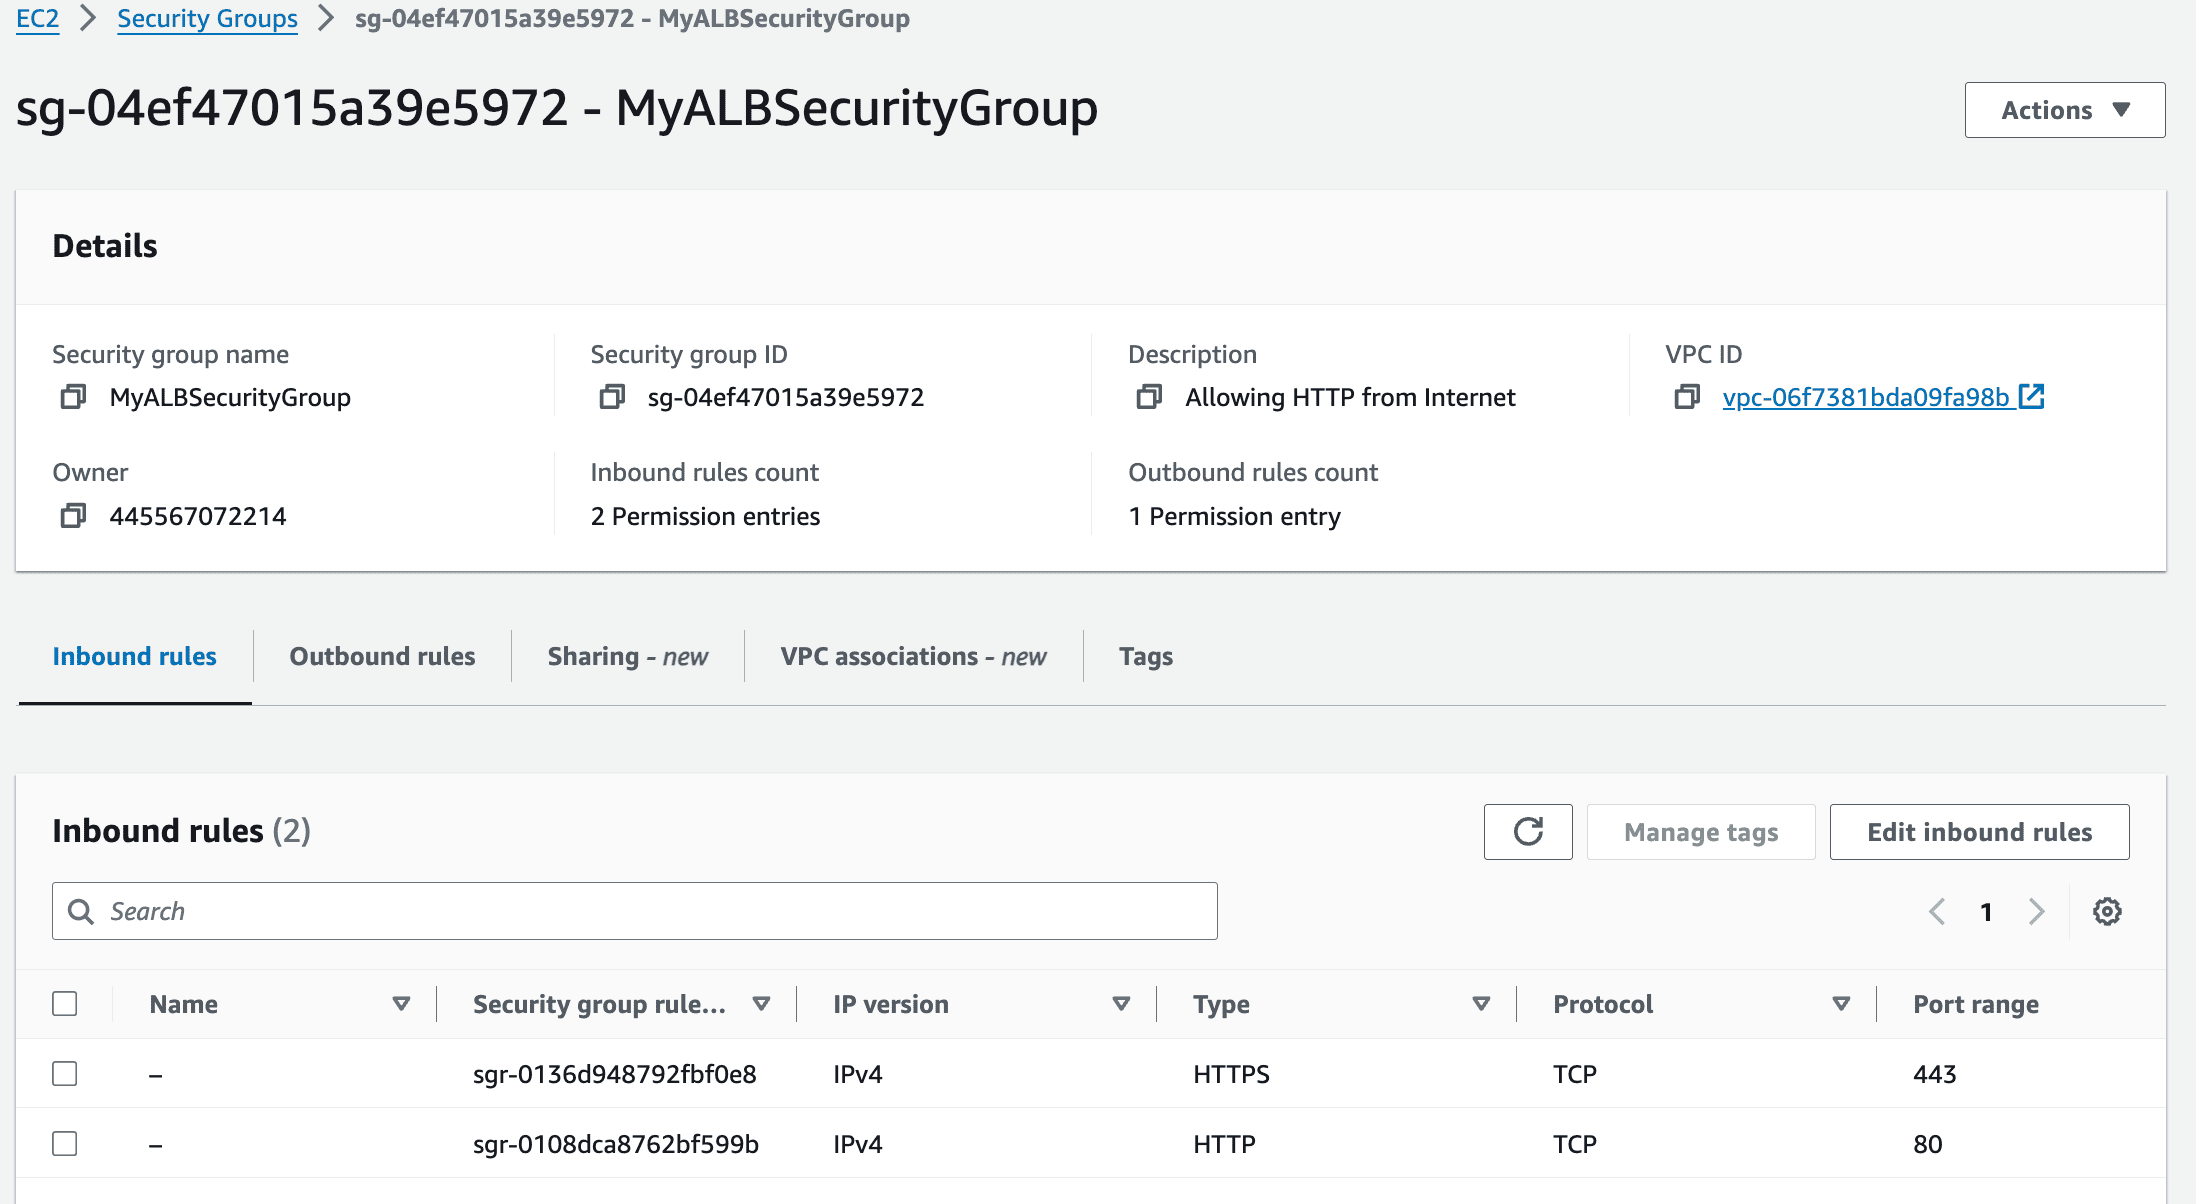 EC2 > Security Groups > sg-04ef47015a39e5972 - MyALBSecurityGroup
sg-04ef47015a39e5972 - MyALBSecurityGroup
Actions
Details
Security group name
MyALBSecurityGroup
Security group ID
sg-04ef47015a39e5972
Description
Allowing HTTP from Internet
VPC ID
vpc-06f7381bda09fa98b
Owner
445567072214
Inbound rules count
2 Permission entries
Outbound rules count
1 Permission entry
Inbound rules Outbound rules Sharing - new VPC associations - new Tags
Inbound rules (2)
Manage tags Edit inbound rules
Search
1
Name Security group rule... IP version Type Protocol Port range
– sgr-0136d948792fbf0e8 IPv4 HTTPS TCP 443
– sgr-0108dca8762bf599b IPv4 HTTP TCP 80